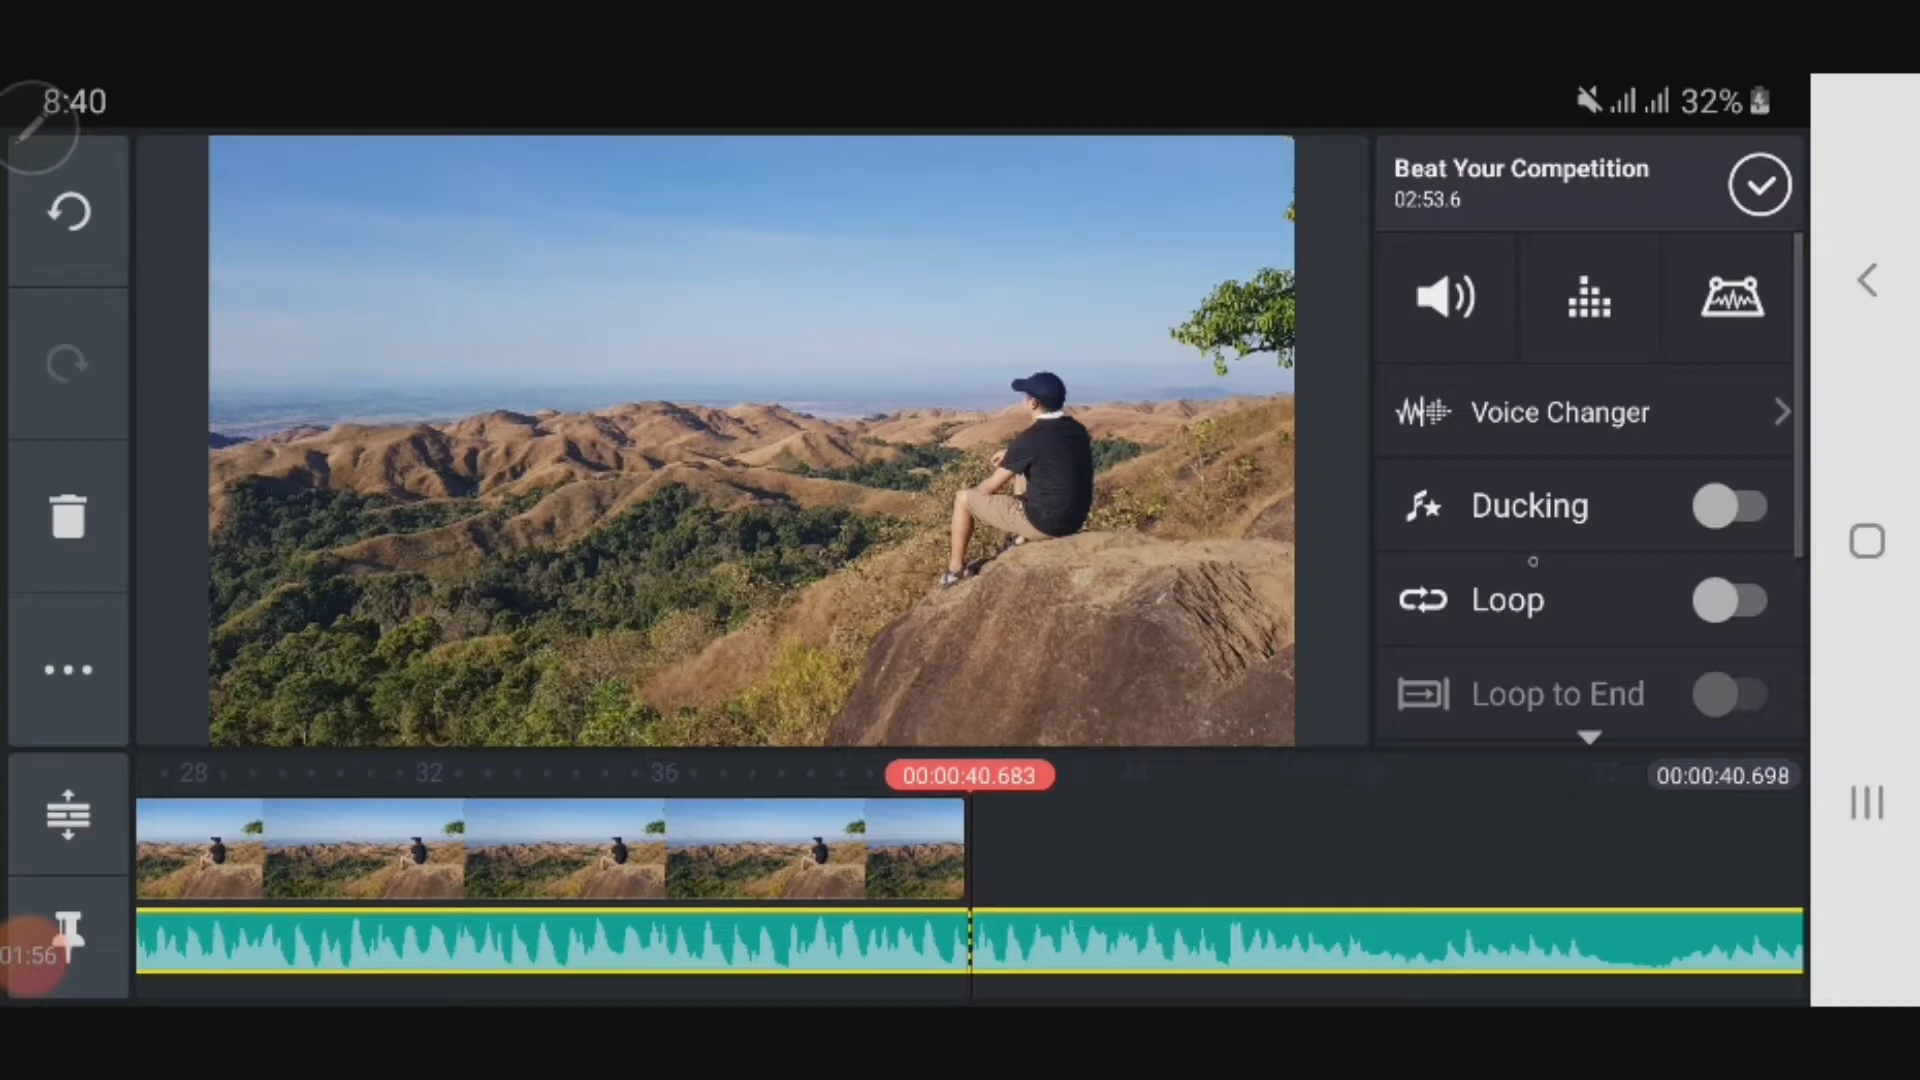 8:40
32%
Beat Your Competition
02:53.6
Voice Changer
Ducking
Loop
Loop to End
28
32
36
00:00:40.683
00:00:40.698
01:56